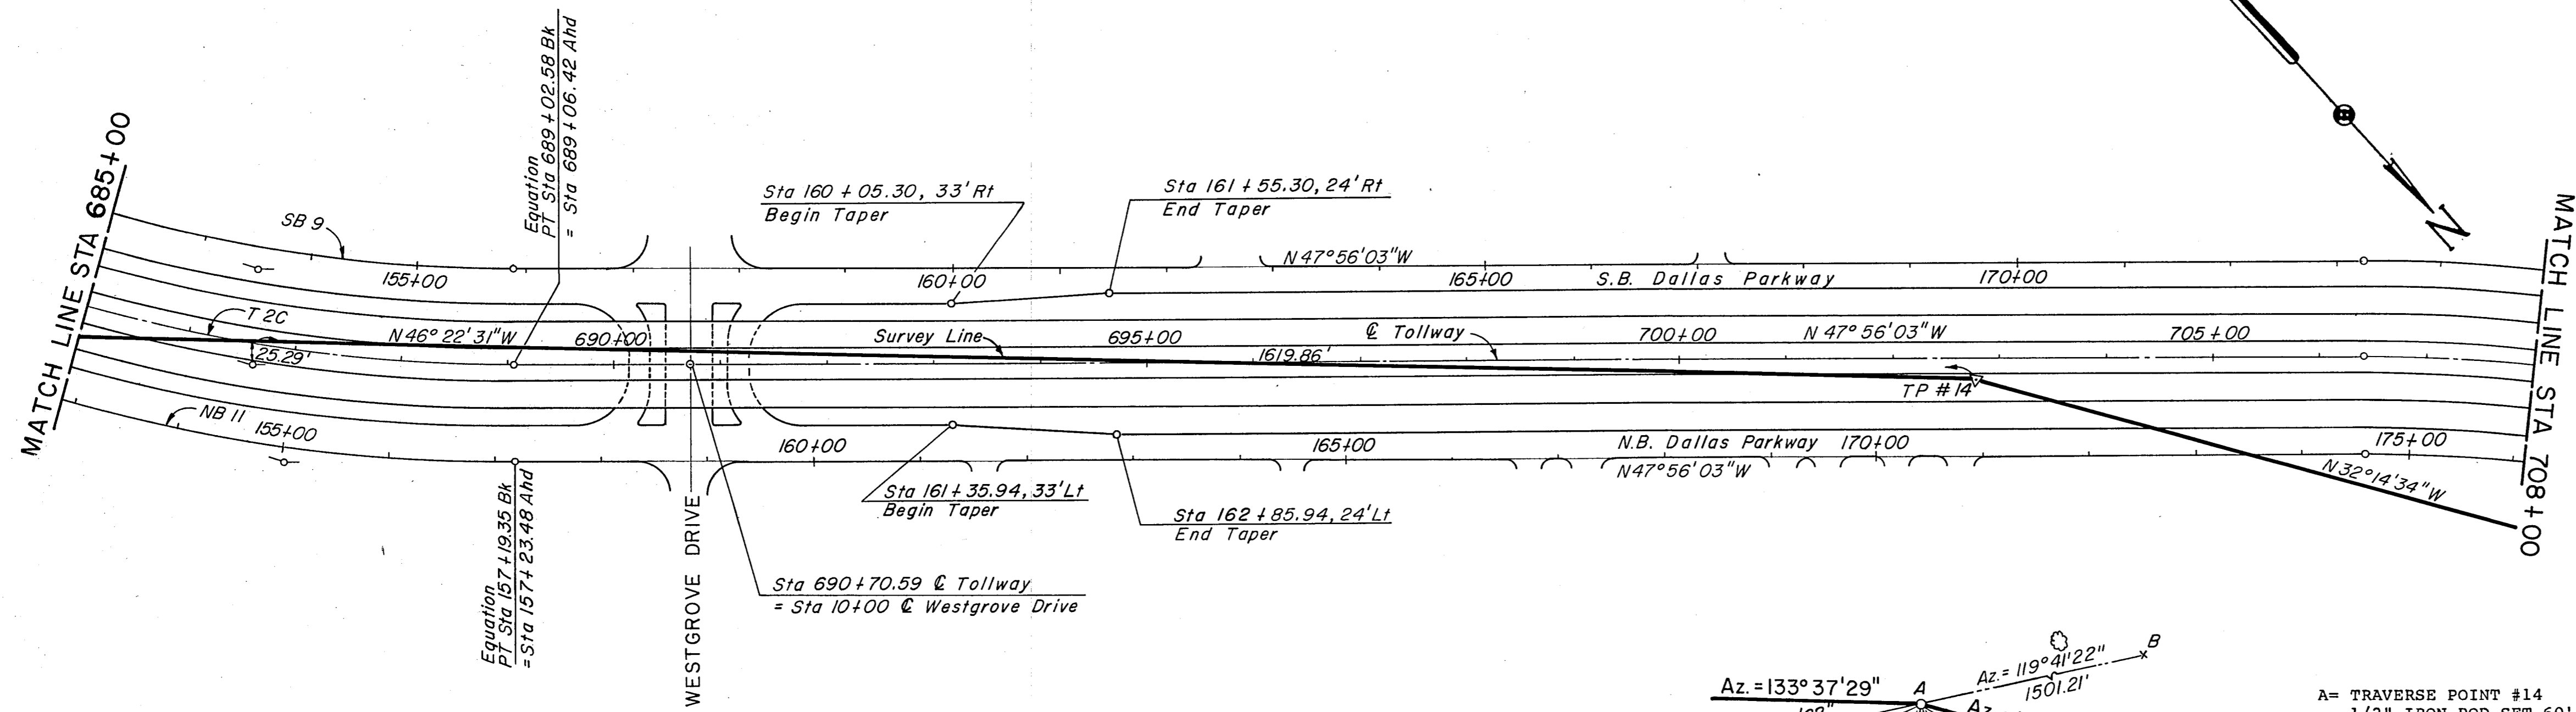 MATCH LINE STA 685+00
Equation
PT Sta 689+02.58 Bk
= Sta 689+06.42 Ahd
SB 9
155+00
Sta 160+05.30, 33'Rt
Begin Taper
Sta 161+55.30, 24'Rt
End Taper
160+00
N47°56'03"W
165+00
S.B. Dallas Parkway
170+00
N
MATCH LINE STA 708+00
T 2C
25.29'
N46°22'31"W
690+00
Survey Line
695+00
1619.86'
℄ Tollway
700+00
N 47°56'03"W
705+00
TP #14
NB 11
155+00
160+00
165+00
N.B. Dallas Parkway
170+00
N47°56'03"W
175+00
N32°14'34"W
Equation
PT Sta 157+19.35 Bk
=Sta 157+23.48 Ahd
WESTGROVE DRIVE
Sta 161+35.94, 33'Lt
Begin Taper
Sta 162+85.94, 24'Lt
End Taper
Sta 690+70.59 ℄ Tollway
= Sta 10+00 ℄ Westgrove Drive
Az.=133°37'29"
A
Az.= 119°41'22"
1501.21'
B
Az
A= TRAVERSE POINT #14